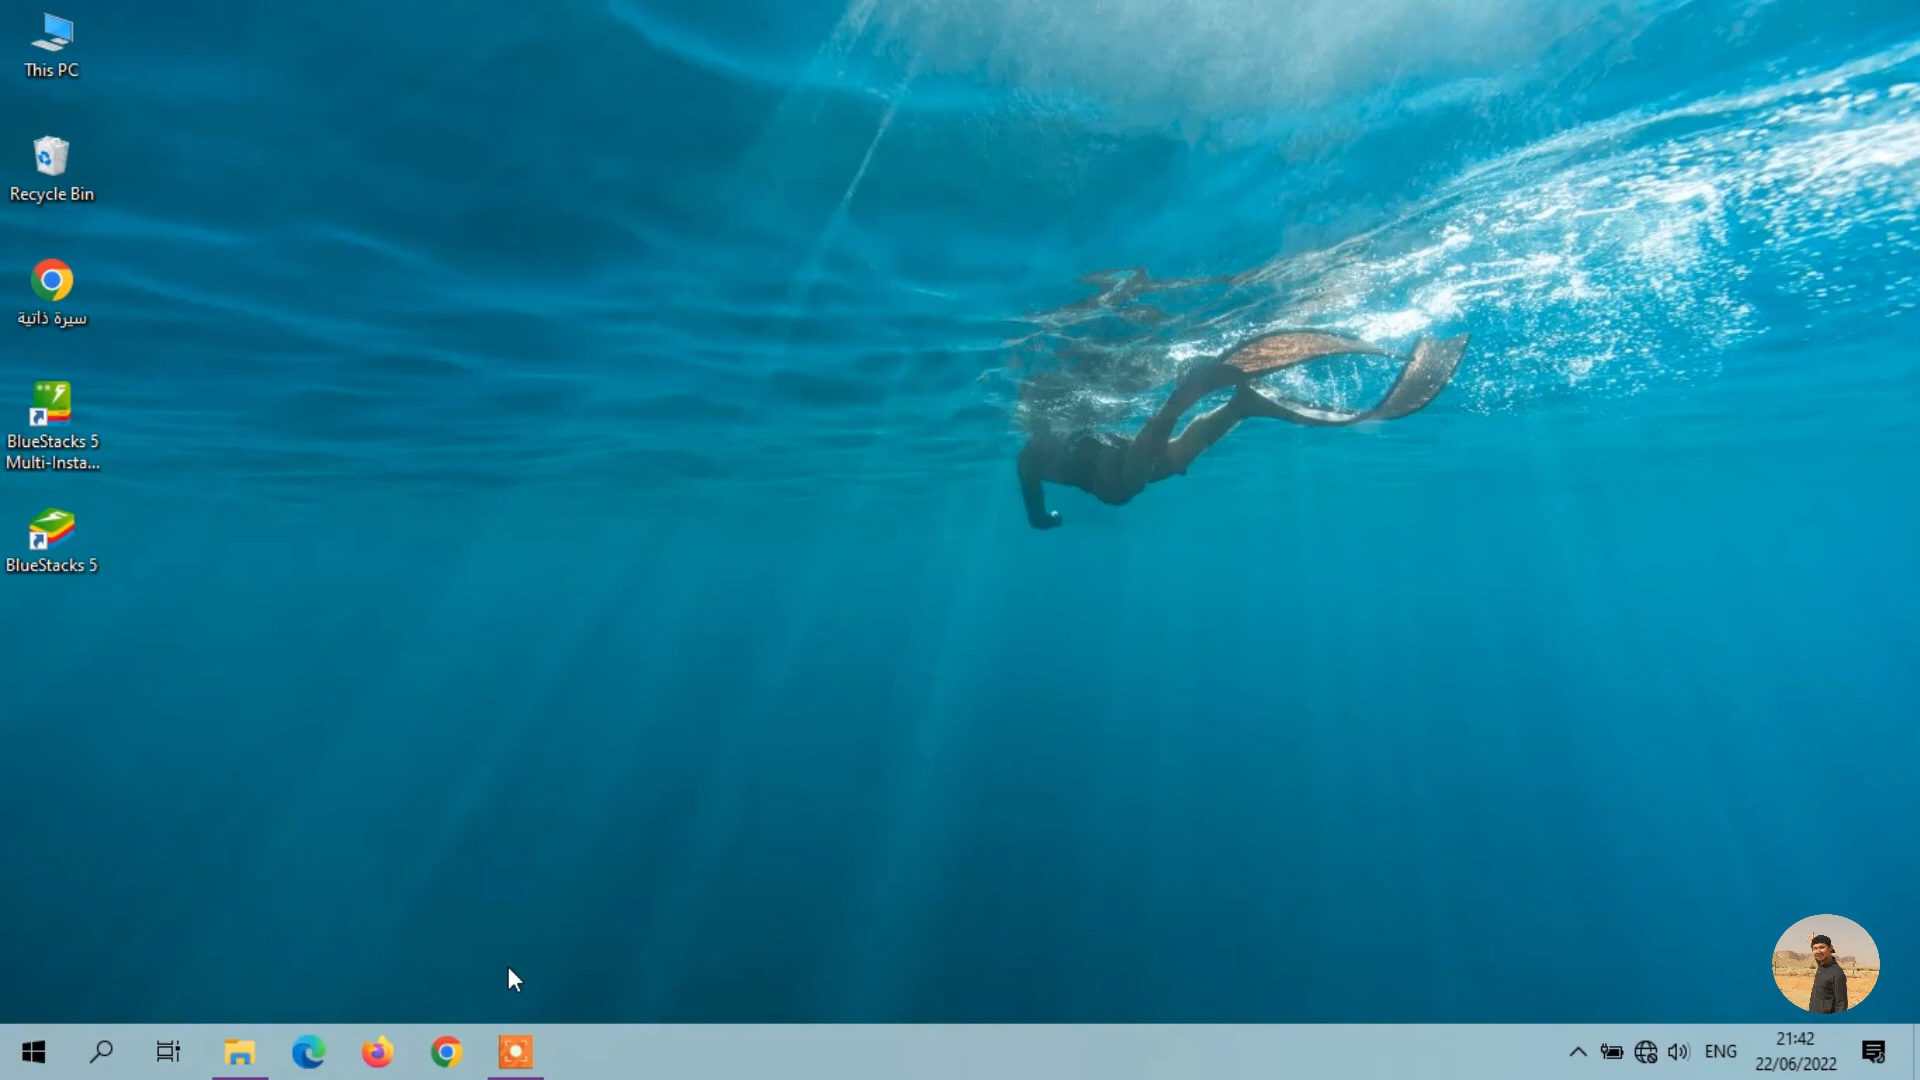 This PC
Recycle Bin
سيرة ذاتية
BlueStacks 5
Multi-Insta...
BlueStacks 5
ENG
21:42
22/06/2022